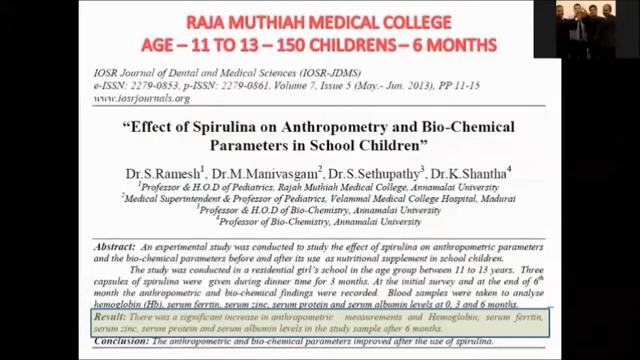 RAJA MUTHIAH MEDICAL COLLEGE
AGE – 11 TO 13 – 150 CHILDRENS – 6 MONTHS
IOSR Journal of Dental and Medical Sciences (IOSR-JDMS)
e-ISSN: 2279-0853, p-ISSN: 2279-0861. Volume 7, Issue 5 (May.- Jun. 2013), PP 11-15
www.iosrjournals.org
“Effect of Spirulina on Anthropometry and Bio-Chemical
Parameters in School Children”
Dr.S.Ramesh1, Dr.M.Manivasgam2, Dr.S.Sethupathy3, Dr.K.Shantha4
1Professor & H.O.D of Pediatrics, Rajah Muthiah Medical College, Annamalai University
2Medical Superintendent & Professor of Pediatrics, Velammal Medical College Hospital, Madurai
3Professor & H.O.D of Bio-Chemistry, Annamalai University
4Professor of Bio-Chemistry, Annamalai University
Abstract: An experimental study was conducted to study the effect of spirulina on anthropometric parameters
and the bio-chemical parameters before and after its use as nutritional supplement in school children.
The study was conducted in a residential girl’s school in the age group between 11 to 13 years. Three
capsules of spirulina were given during dinner time for 3 months. At the initial survey and at the end of 6th
month the anthropometric and bio-chemical findings were recorded. Blood samples were taken to analyse
hemoglobin (Hb), serum ferritin, serum zinc, serum protein and serum albumin levels at 0, 3 and 6 months.
Result: There was a significant increase in anthropometric measurements and Hemoglobin, serum ferrtin,
serum zinc, serum protein and serum albumin levels in the study sample after 6 months.
Conclusion: The anthropometric and bio-chemical parameters improved after the use of spirulina.